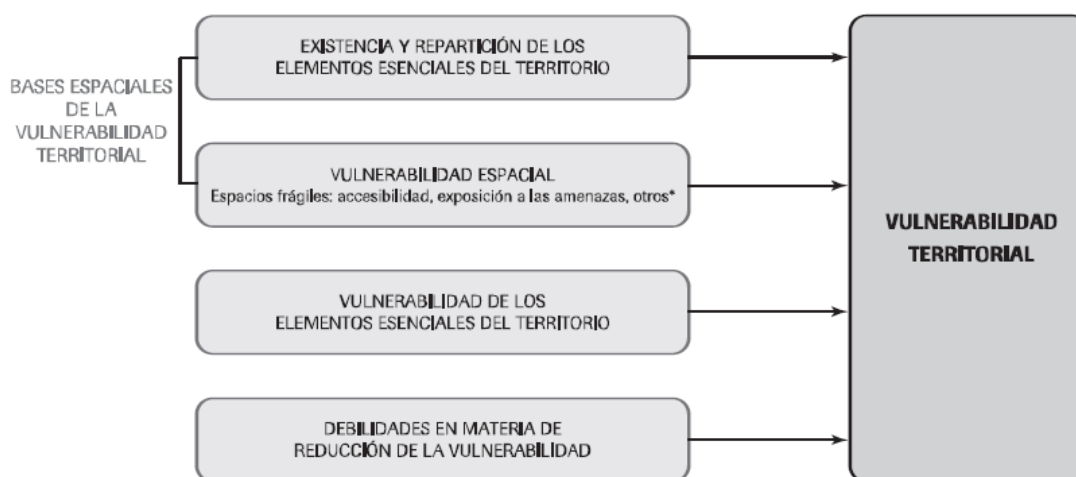 BASES ESPACIALES
DE LA
VULNERABILIDAD
TERRITORIAL
EXISTENCIA Y REPARTICIÓN DE LOS
ELEMENTOS ESENCIALES DEL TERRITORIO
VULNERABILIDAD ESPACIAL
Espacios frágiles: accesibilidad, exposición a las amenazas, otros*
VULNERABILIDAD DE LOS
ELEMENTOS ESENCIALES DEL TERRITORIO
DEBILIDADES EN MATERIA DE
REDUCCIÓN DE LA VULNERABILIDAD
VULNERABILIDAD
TERRITORIAL